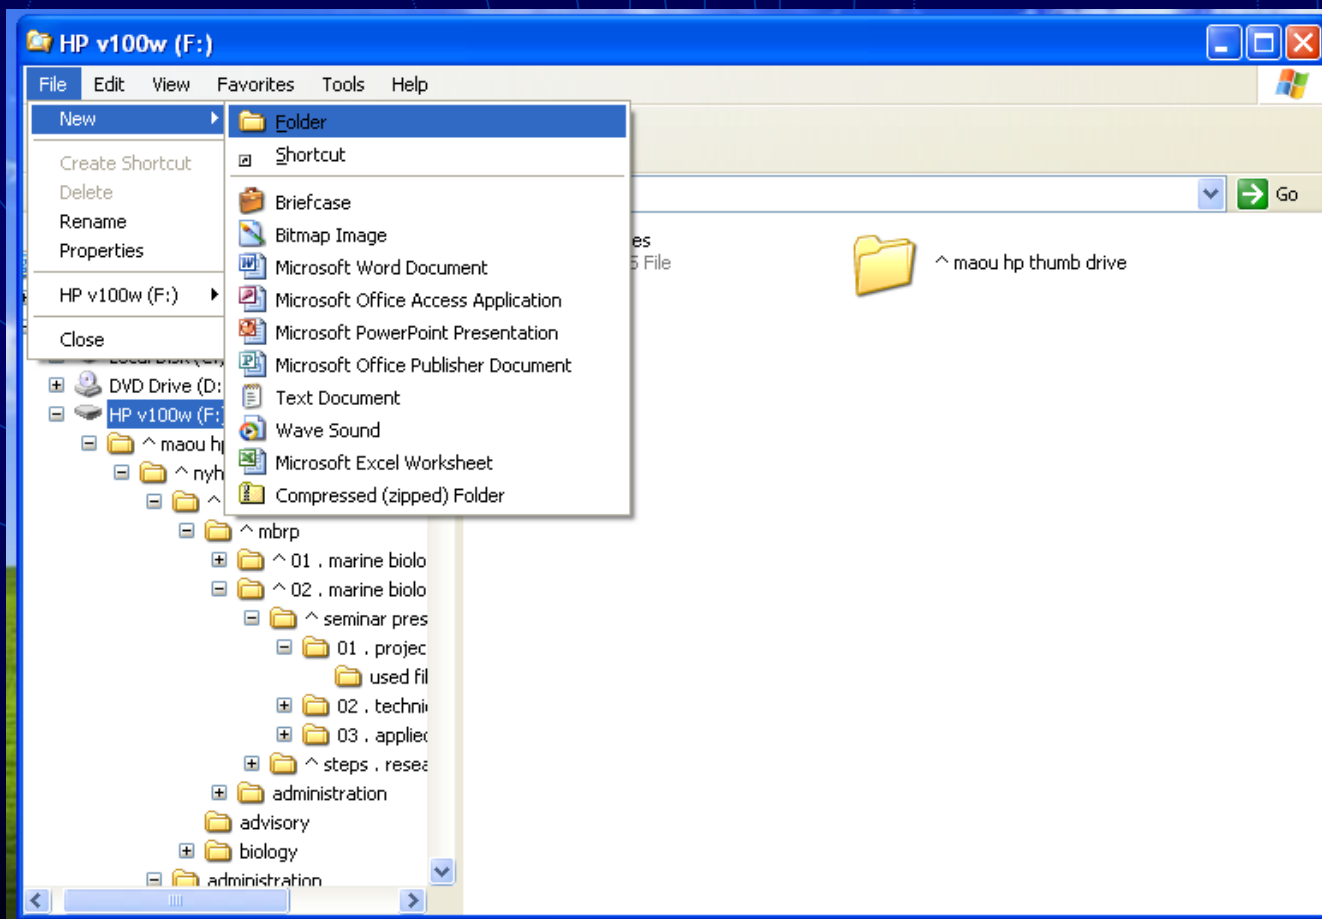 HP v100w (F:)
File Edit View Favorites Tools Help
New
Create Shortcut
Delete
Rename
Properties
HP v100w (F:)
Close
Folder
Shortcut
Briefcase
Bitmap Image
Microsoft Word Document
Microsoft Office Access Application
Microsoft PowerPoint Presentation
Microsoft Office Publisher Document
Text Document
Wave Sound
Microsoft Excel Worksheet
Compressed (zipped) Folder
Go
es
File
^ maou hp thumb drive
DVD Drive (D:
HP v100w (F:)
^ maou h
^ nyh
^
^ mbrp
^ 01 . marine biolo
^ 02 . marine biolo
^ seminar pres
01 . projec
used fil
02 . techni
03 . applied
^ steps . resea
administration
advisory
biology
administration